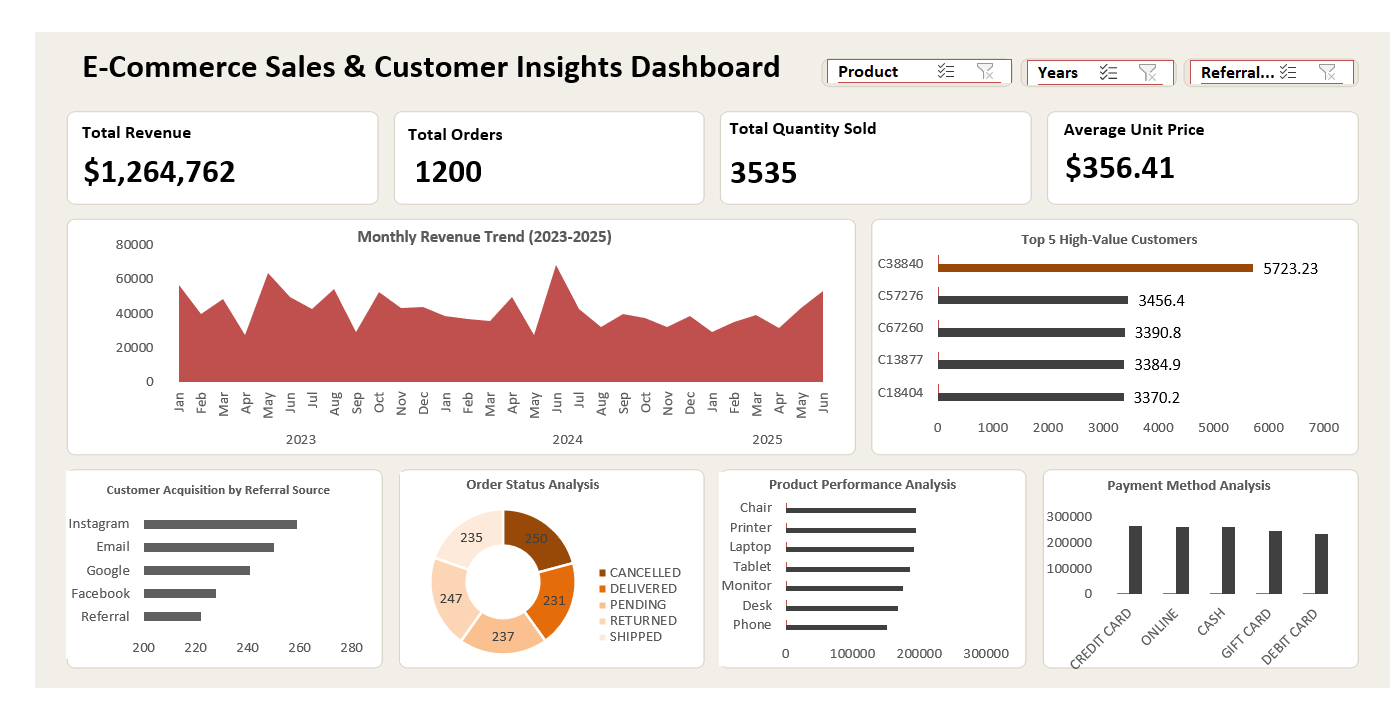 E-Commerce Sales & Customer Insights Dashboard
Product
Years
Referral...
Total Revenue
$1,264,762
Total Orders
1200
Total Quantity Sold
3535
Average Unit Price
$356.41
Monthly Revenue Trend (2023-2025)
80000
60000
40000
20000
0
Jan Feb Mar Apr May Jun Jul Aug Sep Oct Nov Dec Jan Feb Mar Apr May Jun Jul Aug Sep Oct Nov Dec Jan Feb Mar Apr May Jun
2023 2024 2025
Top 5 High-Value Customers
C38840 5723.23
C57276 3456.4
C67260 3390.8
C13877 3384.9
C18404 3370.2
0 1000 2000 3000 4000 5000 6000 7000
Customer Acquisition by Referral Source
Instagram
Email
Google
Facebook
Referral
200 220 240 260 280
Order Status Analysis
250
231
237
247
235
CANCELLED
DELIVERED
PENDING
RETURNED
SHIPPED
Product Performance Analysis
Chair
Printer
Laptop
Tablet
Monitor
Desk
Phone
0 100000 200000 300000
Payment Method Analysis
300000
200000
100000
0
CREDIT CARD
ONLINE
CASH
GIFT CARD
DEBIT CARD